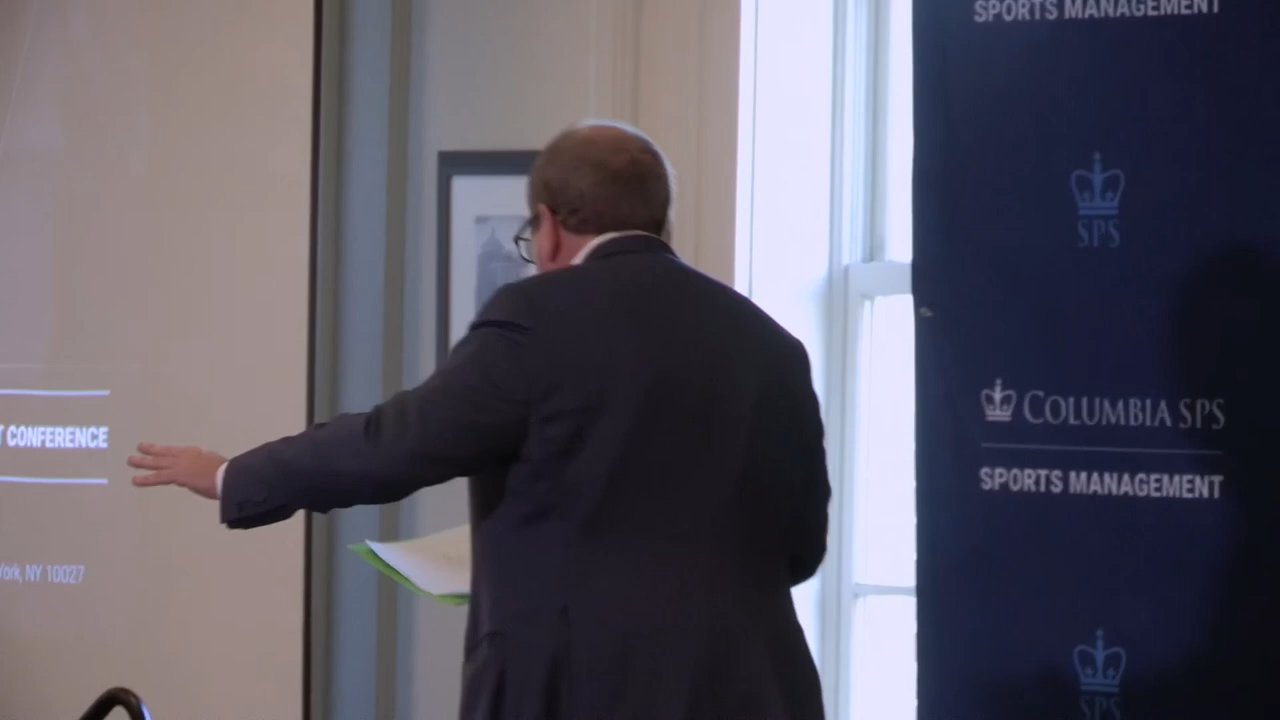 T CONFERENCE
York, NY 10027
SPORTS MANAGEMENT
SPS
COLUMBIA SPS
SPORTS MANAGEMENT
SPS